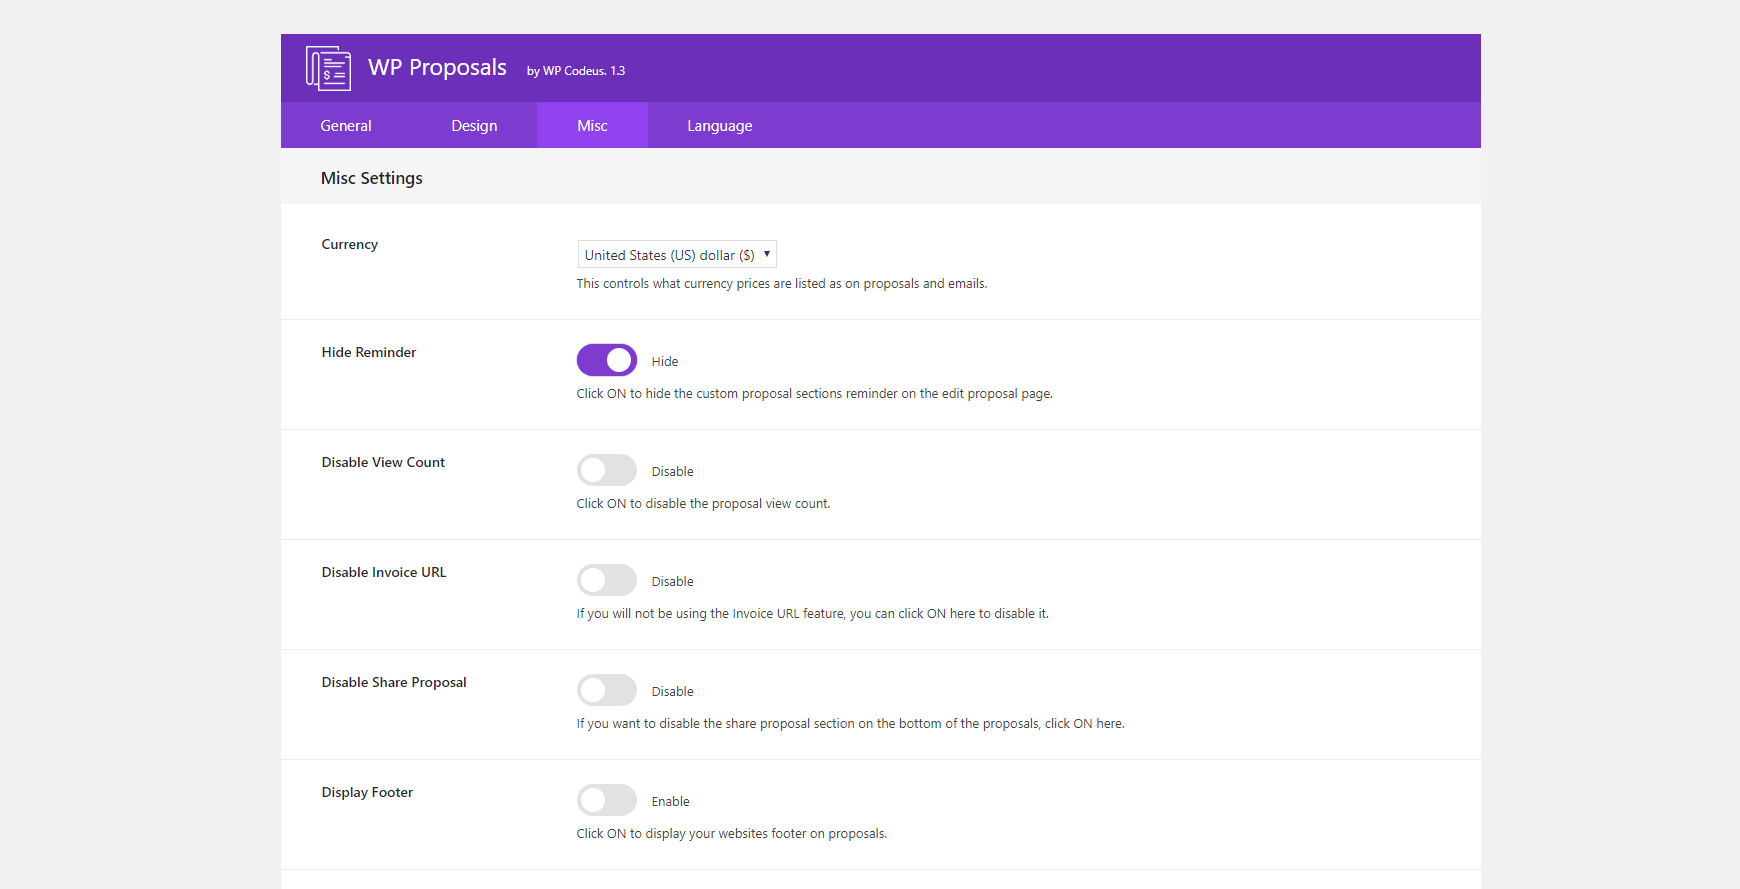 WP Proposals by WP Codeus. 1.3
General Design Misc Language
Misc Settings
Currency
United States (US) dollar ($)
This controls what currency prices are listed as on proposals and emails.
Hide Reminder
Hide
Click ON to hide the custom proposal sections reminder on the edit proposal page.
Disable View Count
Disable
Click ON to disable the proposal view count.
Disable Invoice URL
Disable
If you will not be using the Invoice URL feature, you can click ON here to disable it.
Disable Share Proposal
Disable
If you want to disable the share proposal section on the bottom of the proposals, click ON here.
Display Footer
Enable
Click ON to display your websites footer on proposals.